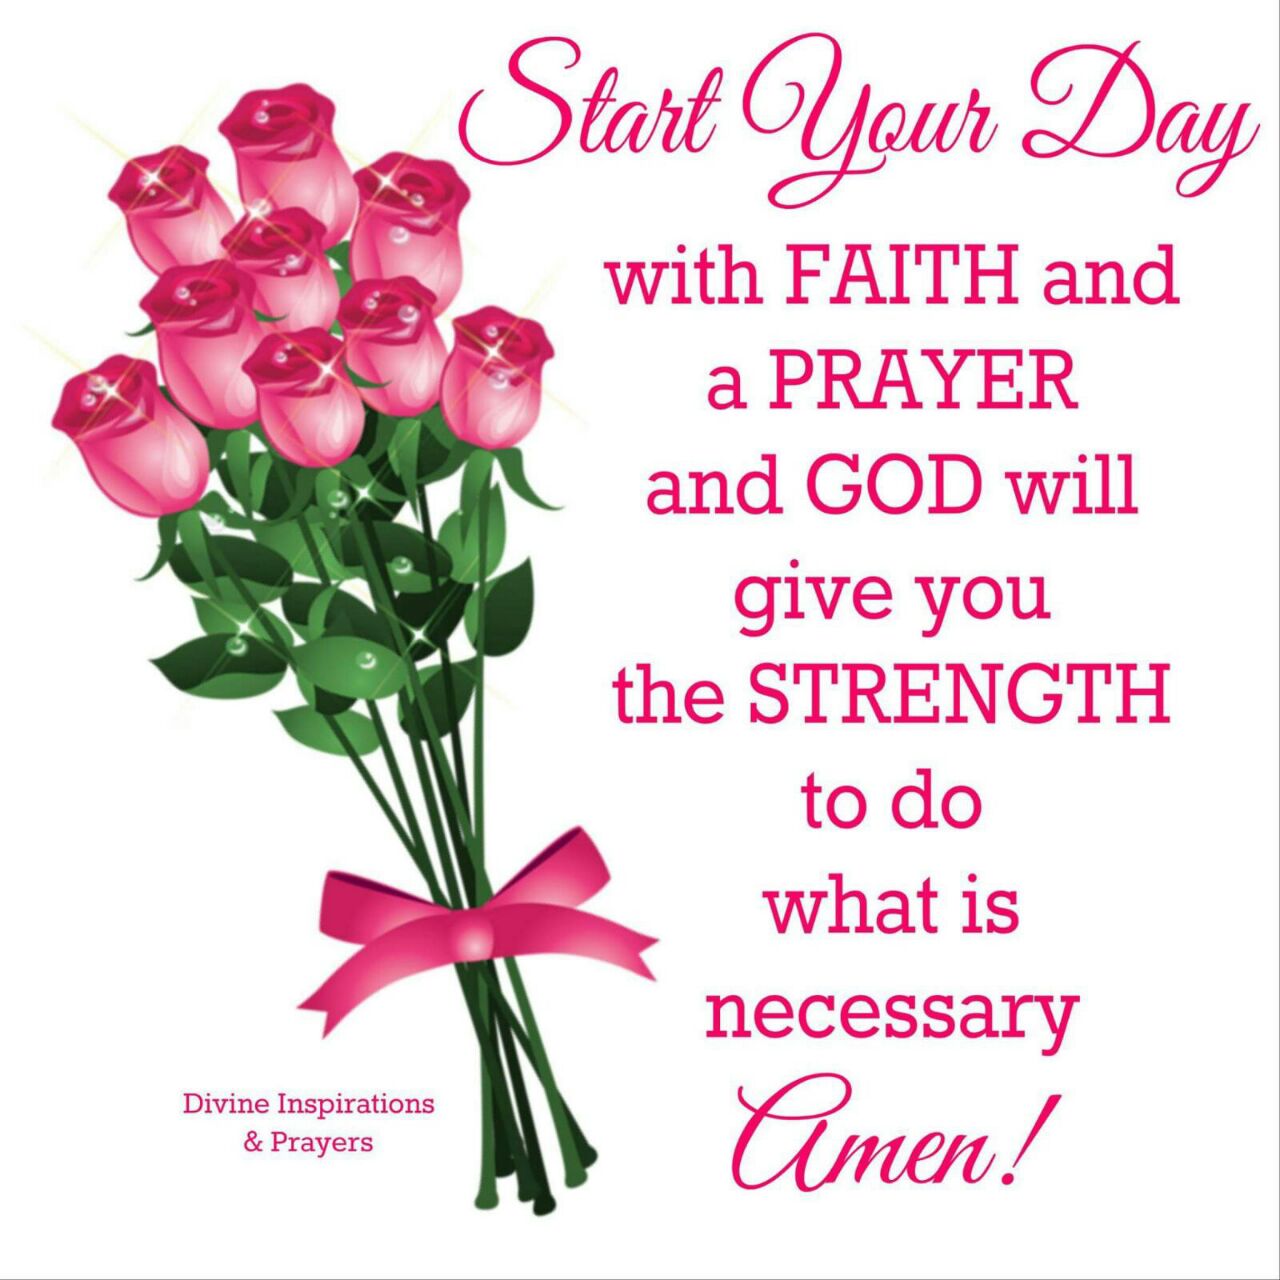 Start Your Day
with FAITH and
a PRAYER
and GOD will
give you
the STRENGTH
to do
what is
necessary
Amen!
Divine Inspirations
& Prayers